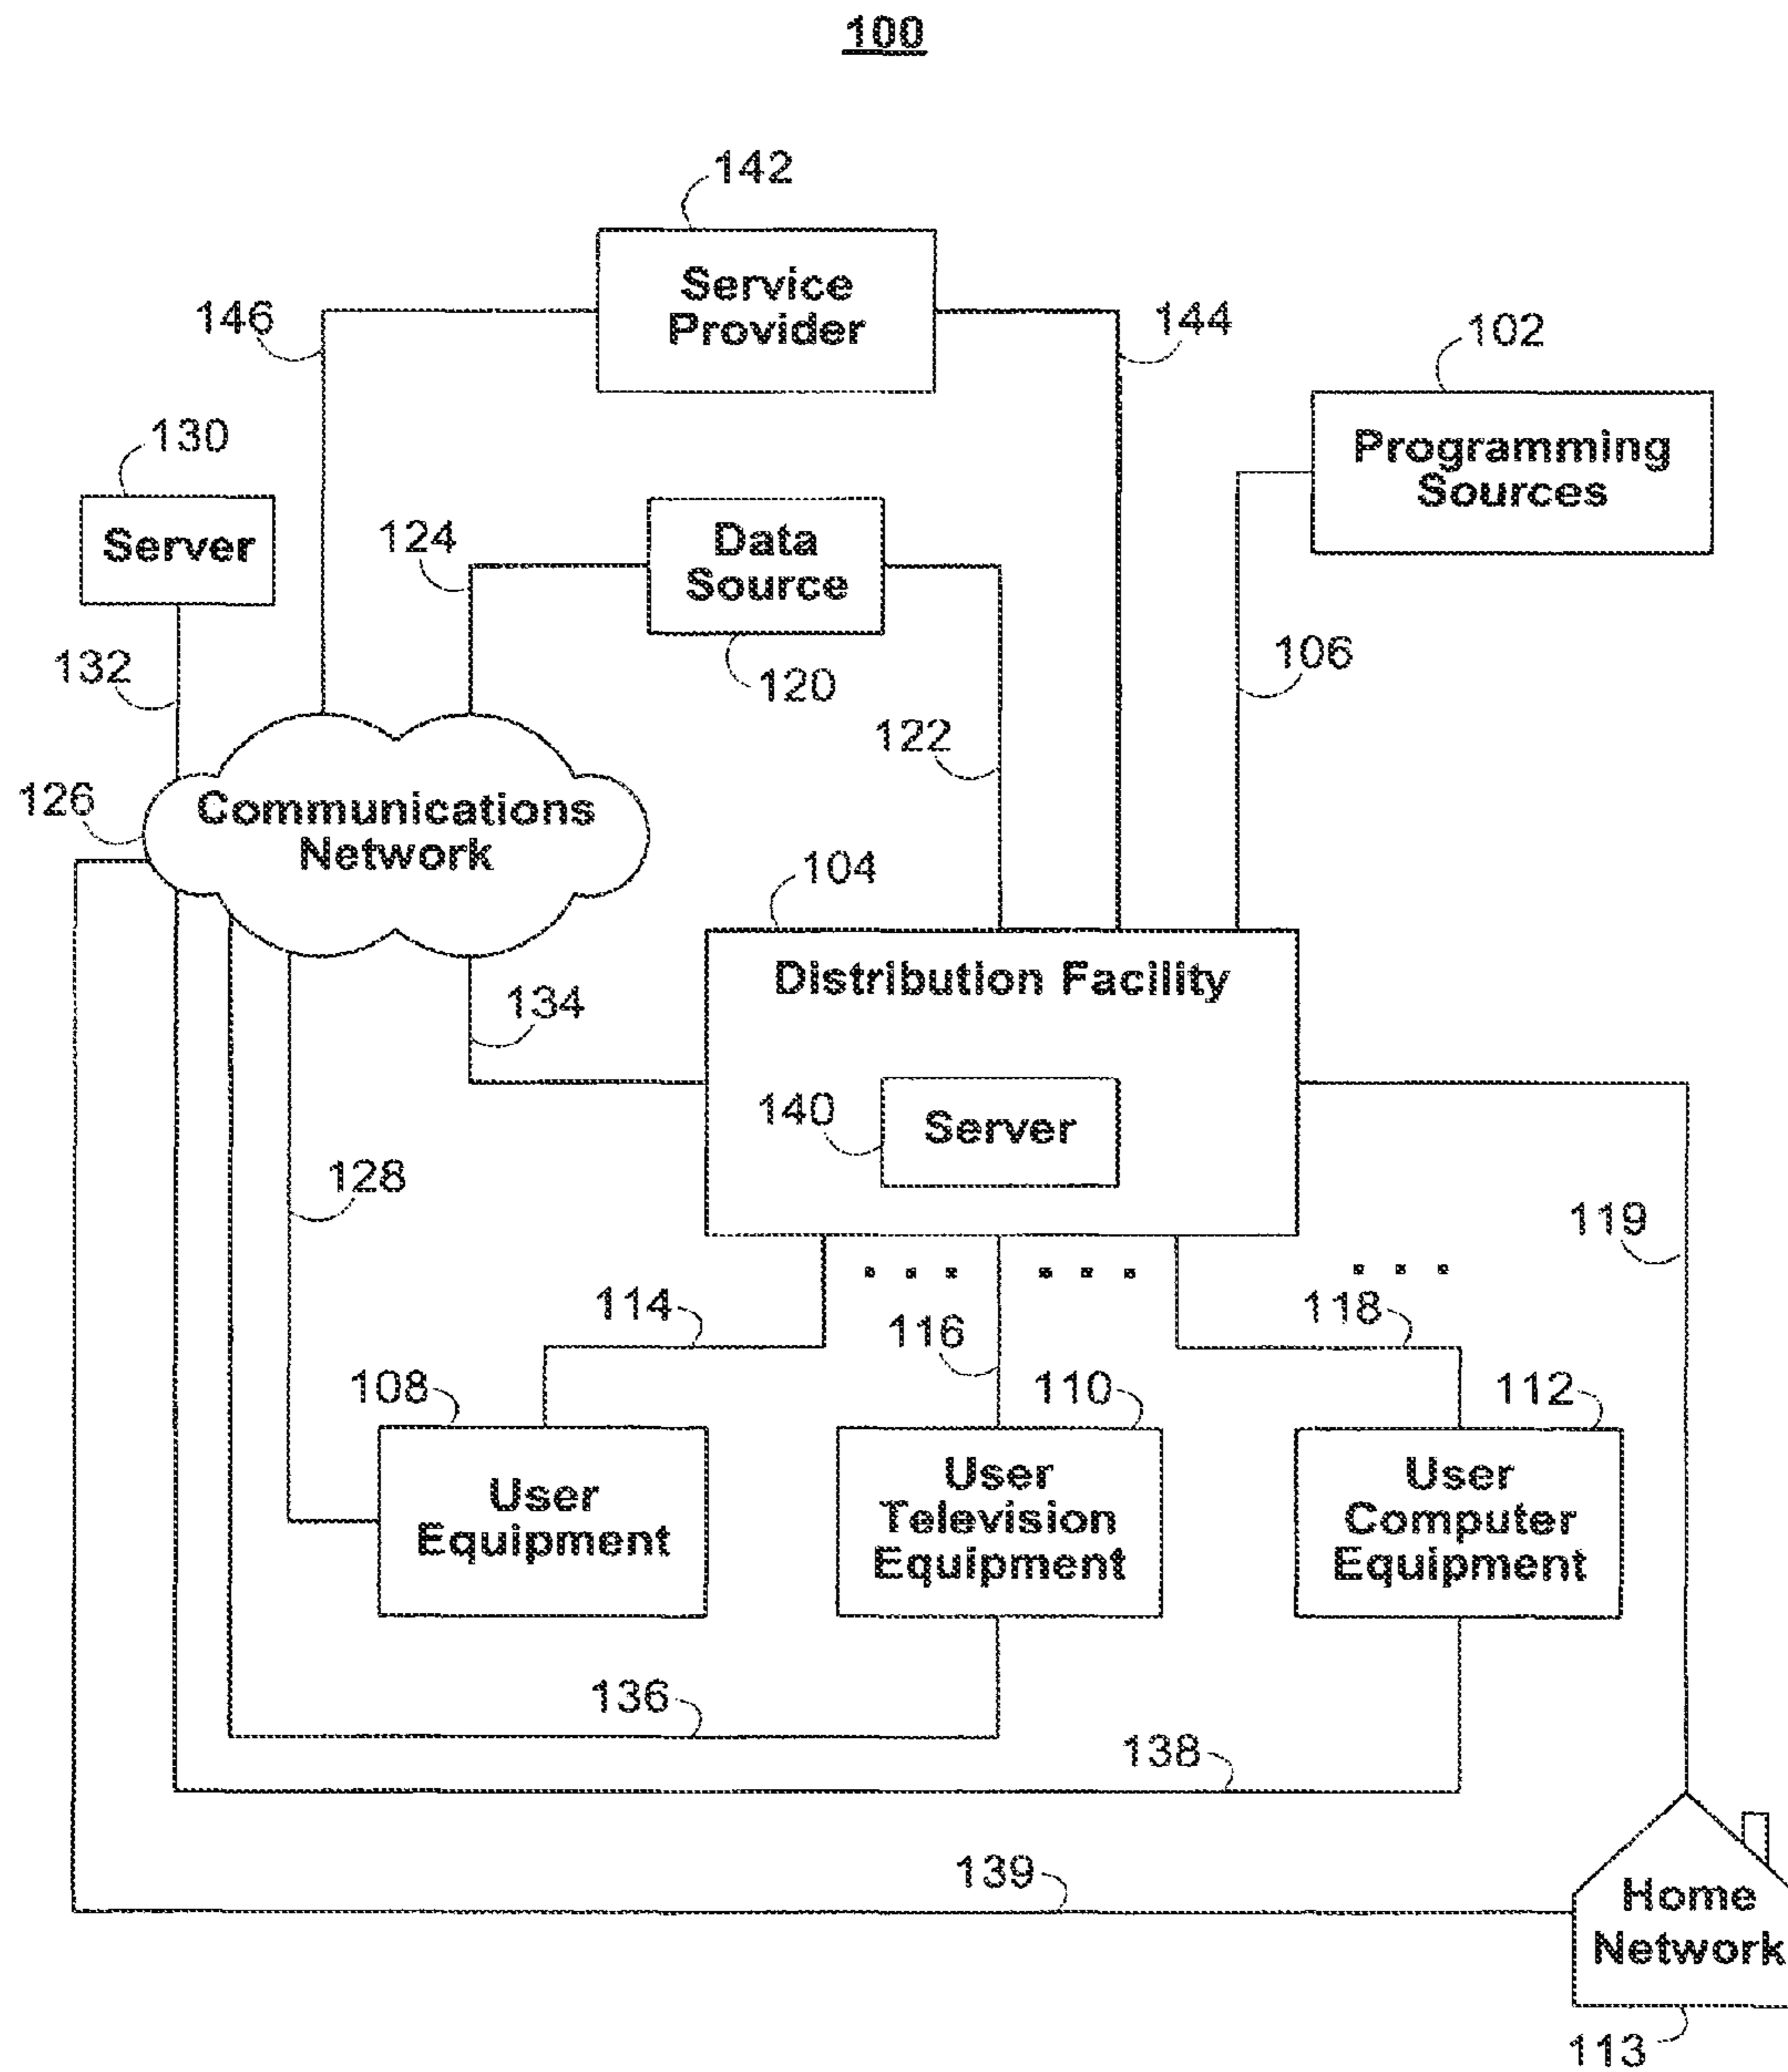 100
142
Service
Provider
146
144
102
Programming
Sources
130
Server
124
Data
Source
120
132
106
122
126
Communications
Network
104
Distribution Facility
134
140
Server
128
119
114
116
118
108
User
Equipment
110
User
Television
Equipment
112
User
Computer
Equipment
136
138
139
Home
Network
113